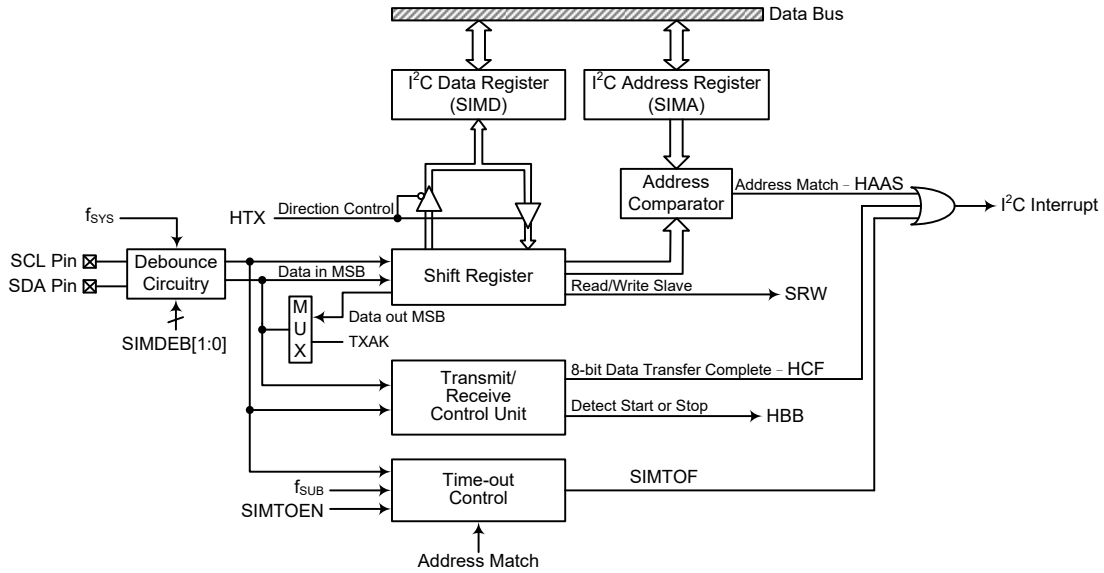 Data Bus
I²C Data Register
(SIMD)
I²C Address Register
(SIMA)
Address
Comparator
Address Match - HAAS
I²C Interrupt
HTX
Direction Control
fSYS
SCL Pin
SDA Pin
Debounce
Circuitry
Data in MSB
Shift Register
Read/Write Slave
SRW
SIMDEB[1:0]
M
U
X
Data out MSB
TXAK
Transmit/
Receive
Control Unit
8-bit Data Transfer Complete - HCF
Detect Start or Stop
HBB
fSUB
SIMTOEN
Time-out
Control
SIMTOF
Address Match